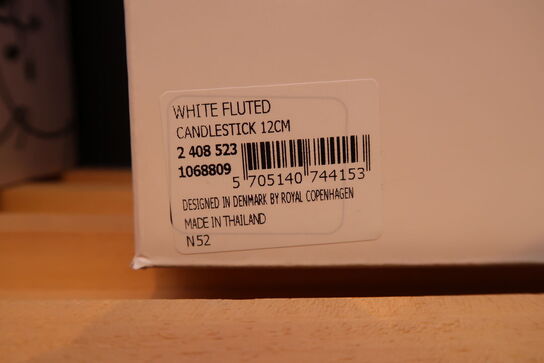 WHITE FLUTED
CANDLESTICK 12CM
2 408 523
1068809
5 705140 744153
DESIGNED IN DENMARK BY ROYAL COPENHAGEN
MADE IN THAILAND
N52